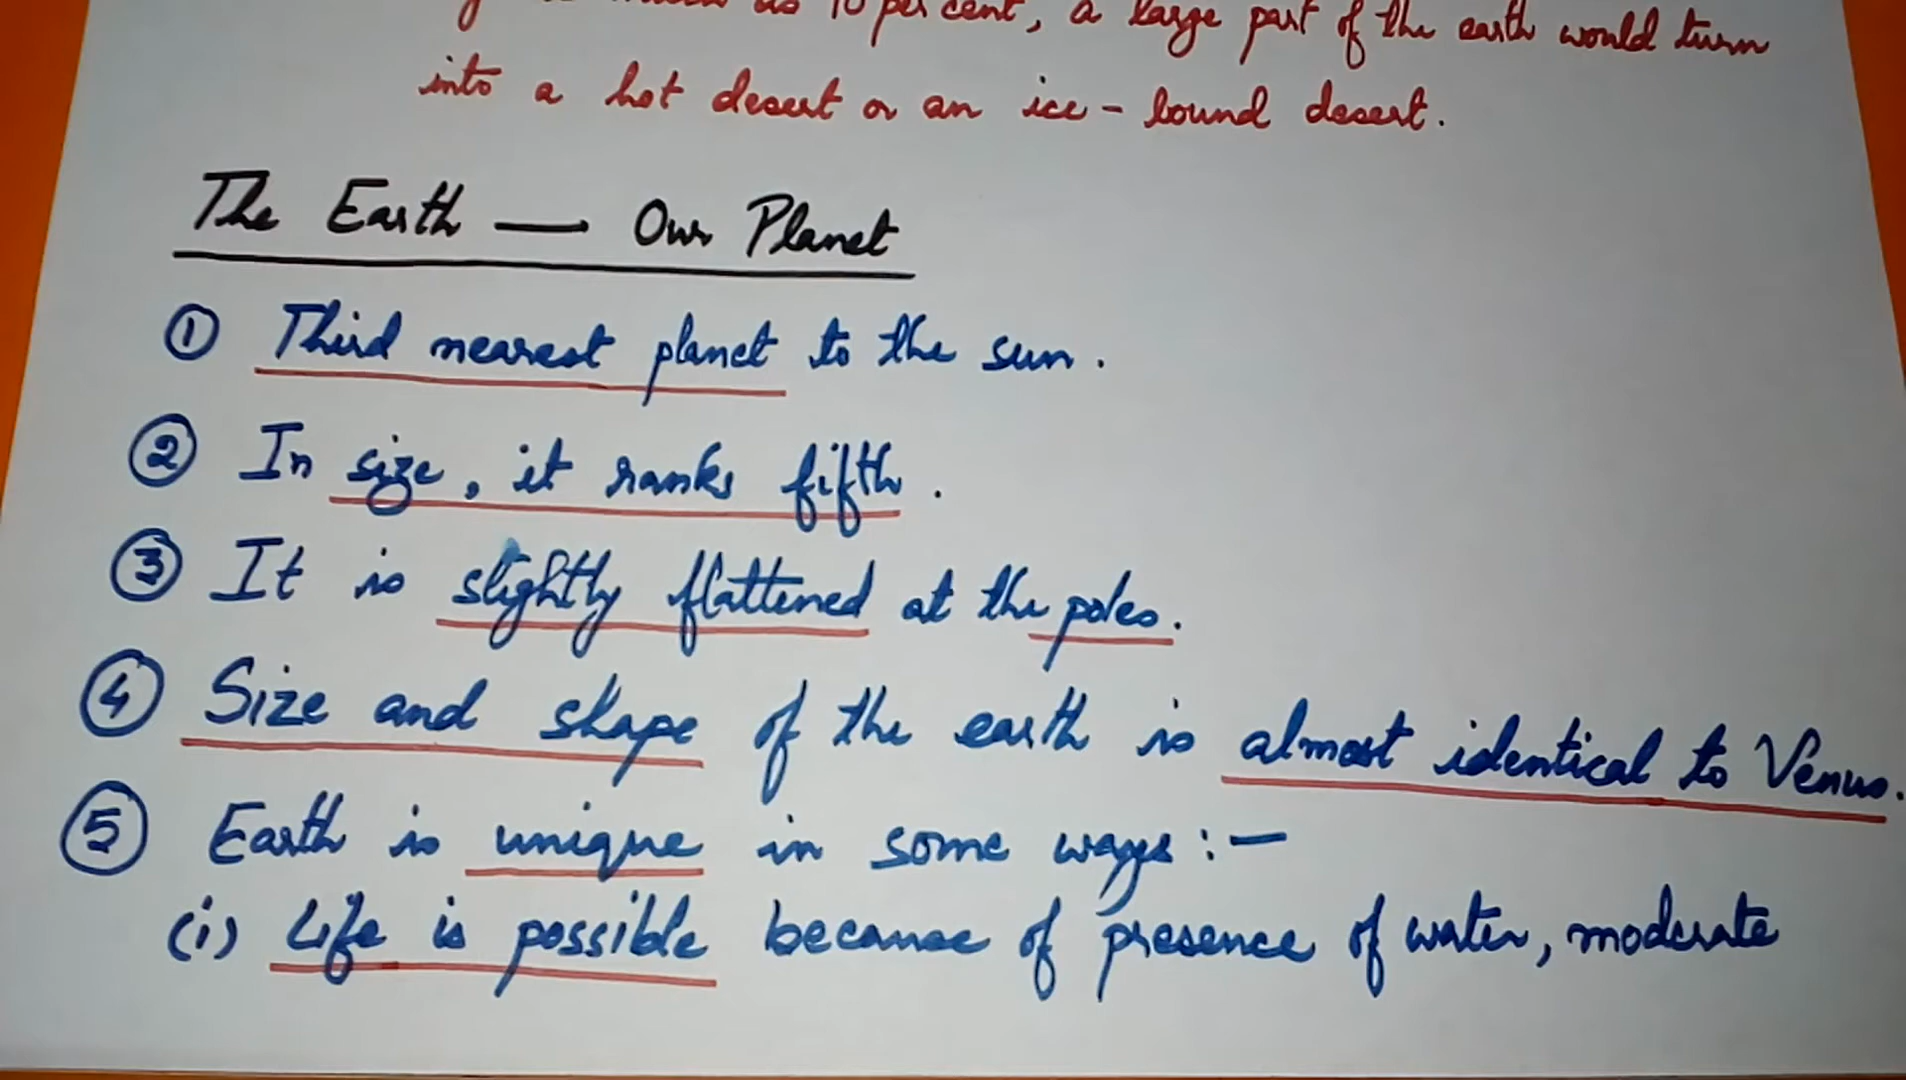 as 10 per cent, a large part of the earth would turn
into a hot desert or an ice - bound desert.
The Earth — Our Planet
① Third nearest planet to the sun.
② In size, it ranks fifth.
③ It is slightly flattened at the poles.
④ Size and shape of the earth is almost identical to Venus.
⑤ Earth is unique in some ways :-
(i) Life is possible because of presence of water, moderate